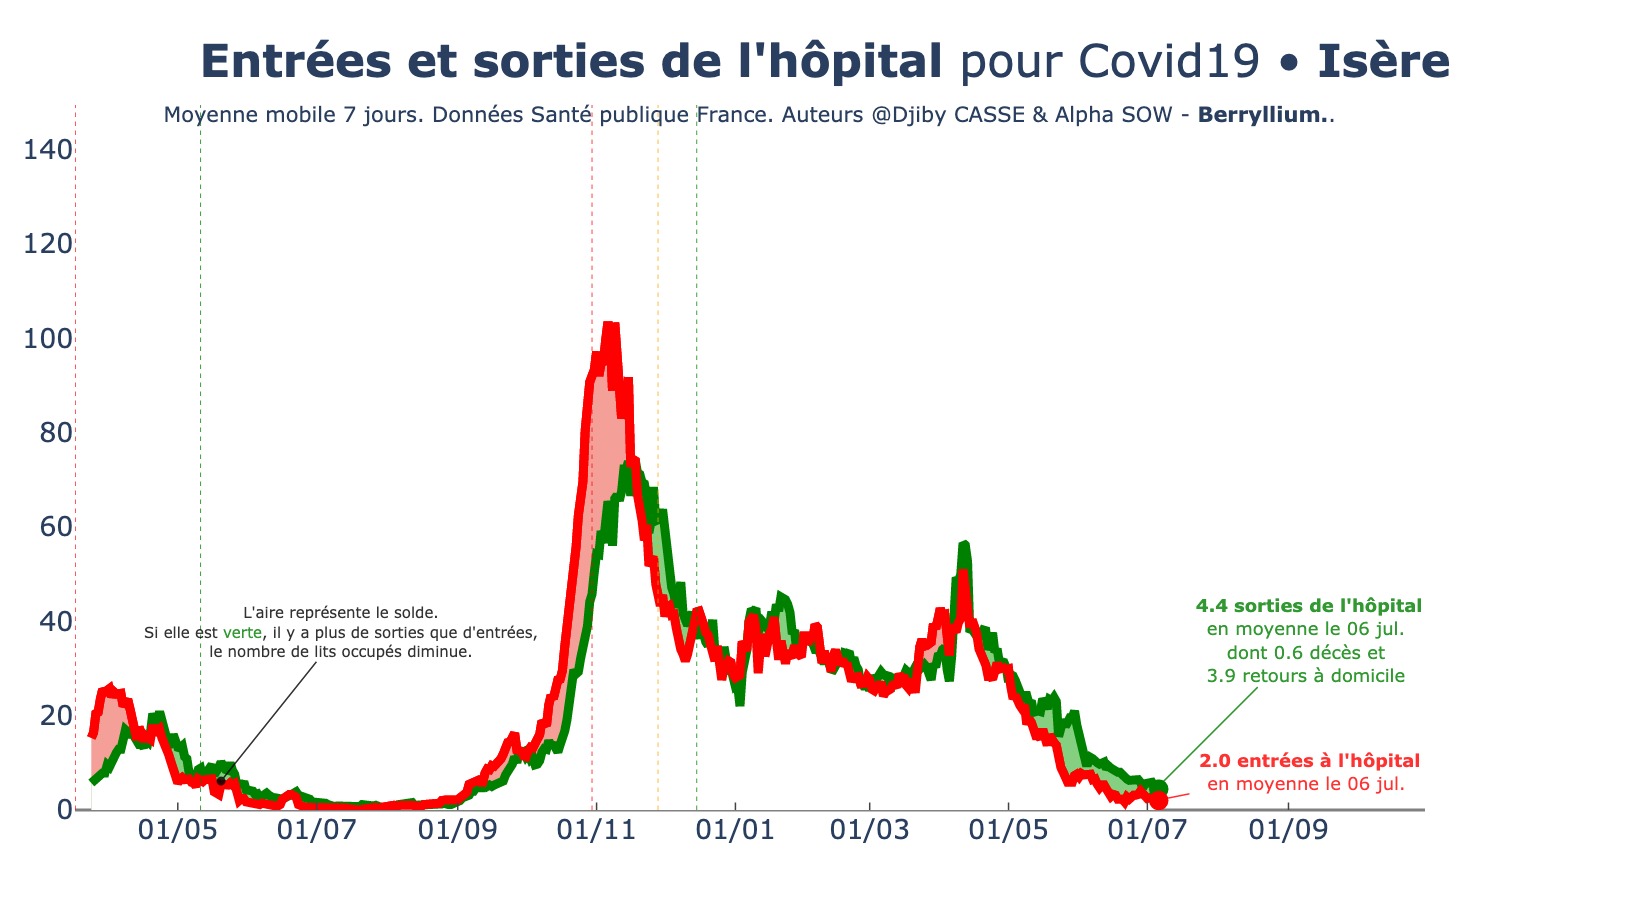 Entrées et sorties de l'hôpital pour Covid19 • Isère
Moyenne mobile 7 jours. Données Santé publique France. Auteurs @Djiby CASSE & Alpha SOW - Berryllium..
140
120
100
80
60
40
20
0
L'aire représente le solde.
Si elle est verte, il y a plus de sorties que d'entrées,
le nombre de lits occupés diminue.
4.4 sorties de l'hôpital
en moyenne le 06 jul.
dont 0.6 décès et
3.9 retours à domicile
2.0 entrées à l'hôpital
en moyenne le 06 jul.
01/05 01/07 01/09 01/11 01/01 01/03 01/05 01/07 01/09